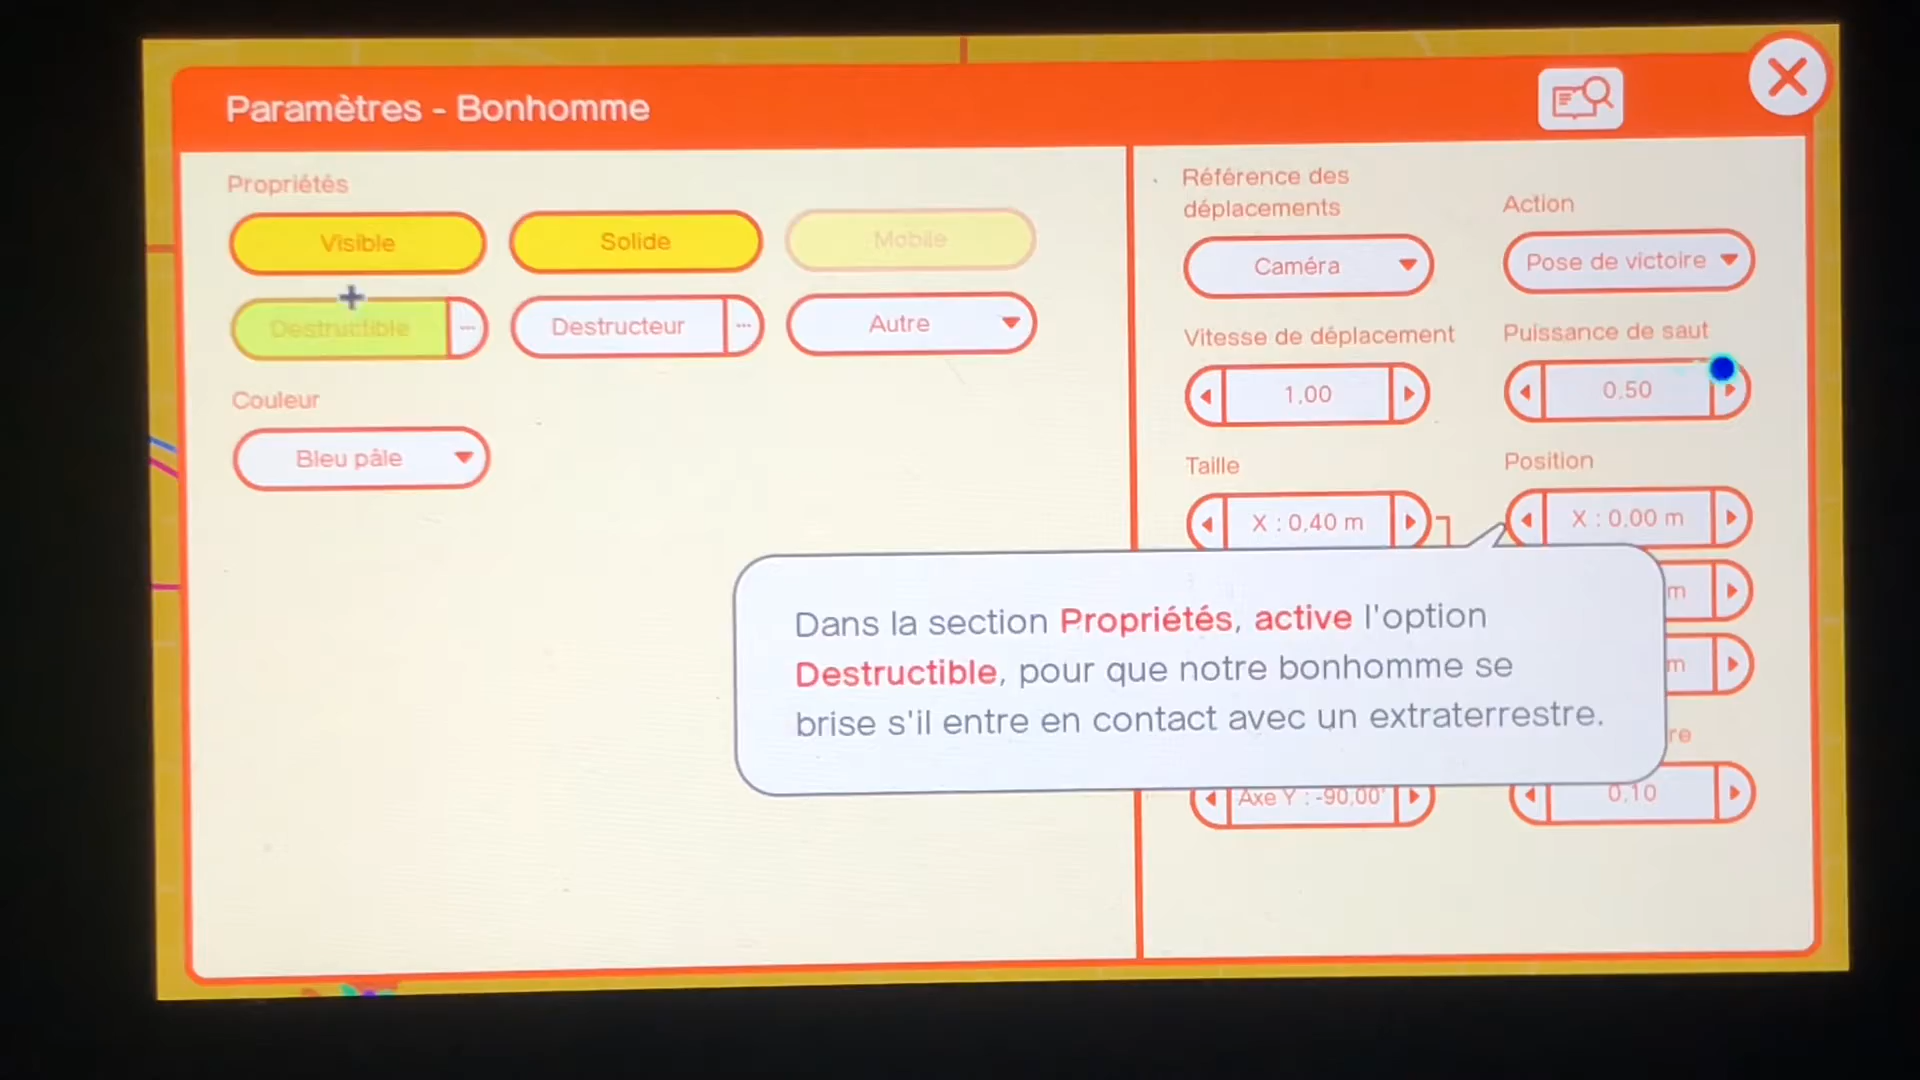 Paramètres - Bonhomme
Propriétés
Visible
Solide
Mobile
Destructible
...
Destructeur
...
Autre
Couleur
Bleu pâle
Référence des
déplacements
Caméra
Action
Pose de victoire
Vitesse de déplacement
1,00
Puissance de saut
0,50
Taille
X : 0,40 m
Position
X : 0,00 m
m
m
re
Axe Y : -90,00°
0,10
Dans la section Propriétés, active l'option
Destructible, pour que notre bonhomme se
brise s'il entre en contact avec un extraterrestre.